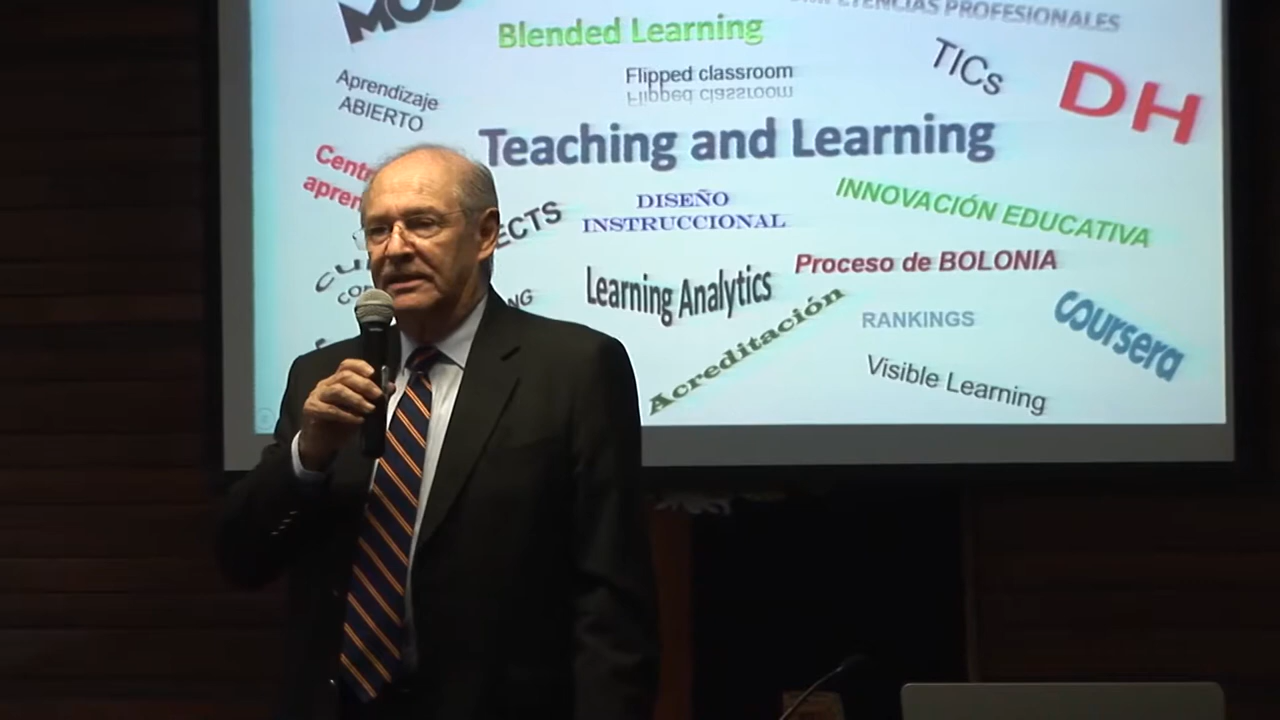 COMPETENCIAS PROFESIONALES
Blended Learning
TICs
Flipped classroom
Flipped classroom
DH
Aprendizaje
ABIERTO
Teaching and Learning
INNOVACIÓN EDUCATIVA
DISEÑO
INSTRUCCIONAL
ECTS
Proceso de BOLONIA
Learning Analytics
Acreditación
RANKINGS
coursera
Visible Learning